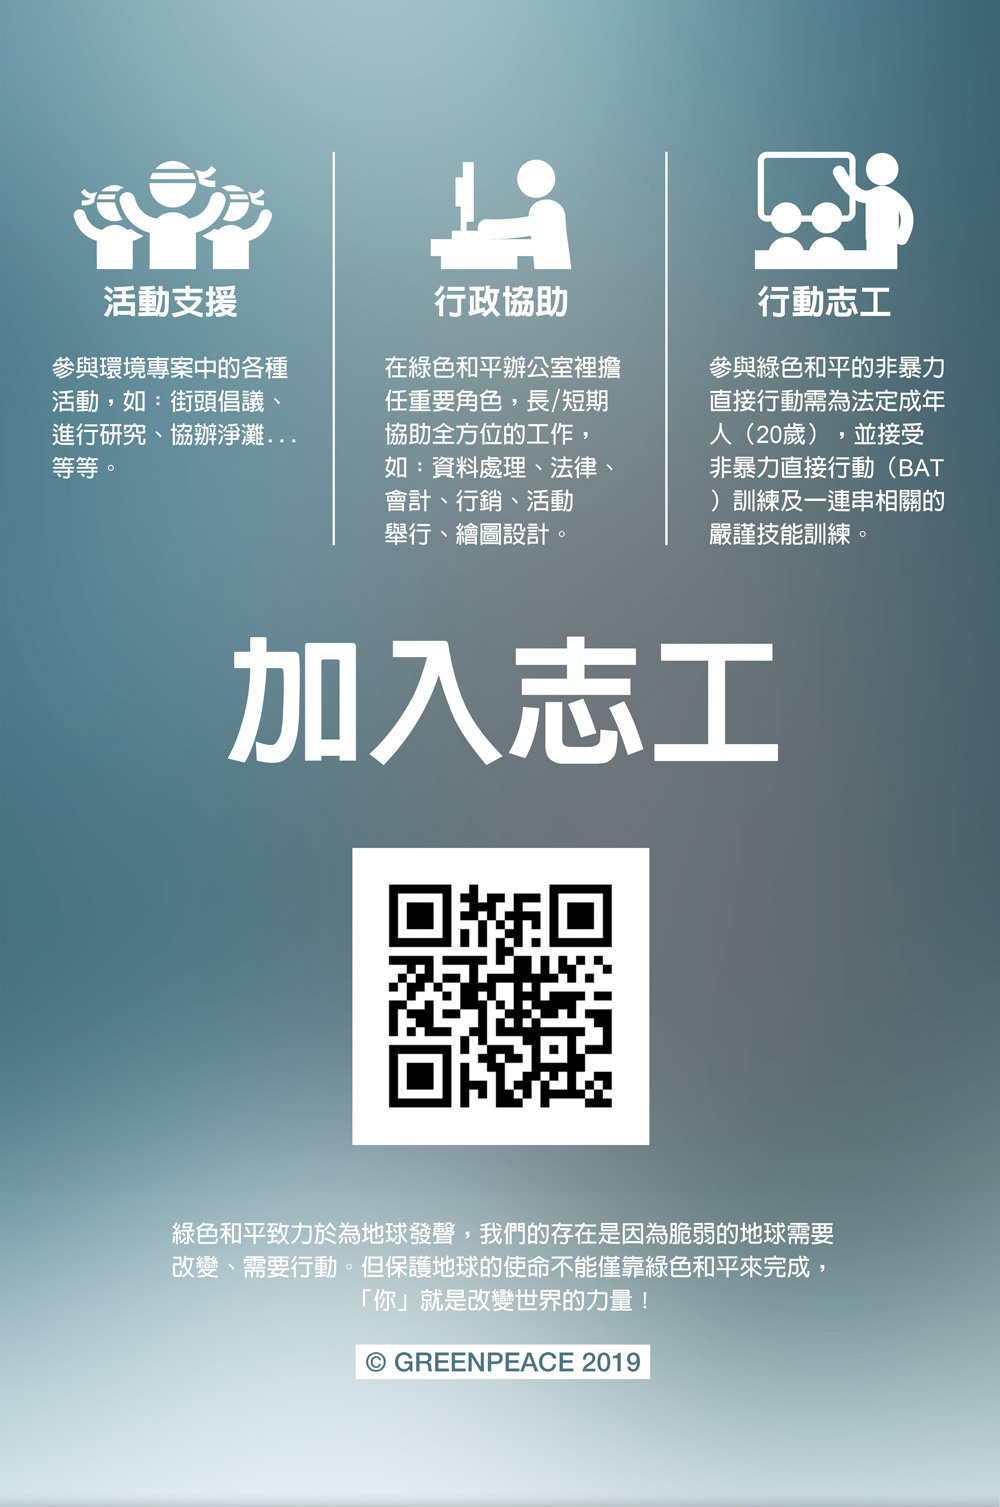 活動支援
參與環境專案中的各種
活動，如：街頭倡議、
進行研究、協辦淨灘...
等等。
行政協助
在綠色和平辦公室裡擔
任重要角色，長/短期
協助全方位的工作，
如：資料處理、法律、
會計、行銷、活動
舉行、繪圖設計。
行動志工
參與綠色和平的非暴力
直接行動需為法定成年
人（20歲），並接受
非暴力直接行動（BAT
）訓練及一連串相關的
嚴謹技能訓練。
加入志工
綠色和平致力於為地球發聲，我們的存在是因為脆弱的地球需要
改變、需要行動。但保護地球的使命不能僅靠綠色和平來完成，
「你」就是改變世界的力量！
© GREENPEACE 2019